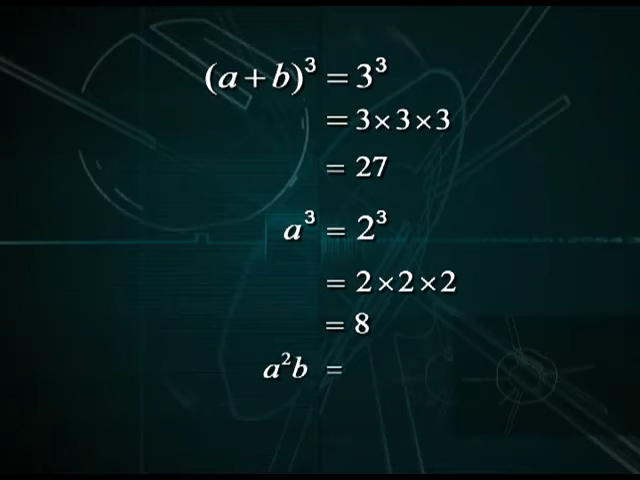 (a+b)³ = 3³
= 3×3×3
= 27
a³ = 2³
= 2×2×2
= 8
a²b =